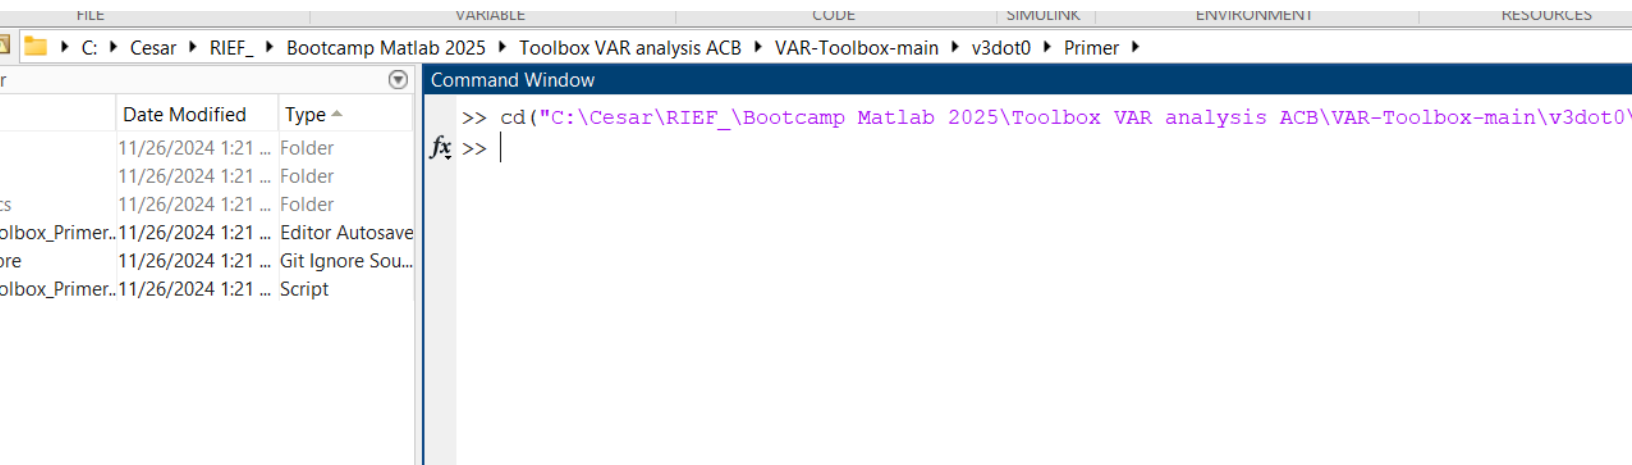 FILE VARIABLE CODE SIMULINK ENVIRONMENT RESOURCES
C: Cesar RIEF_ Bootcamp Matlab 2025 Toolbox VAR analysis ACB VAR-Toolbox-main v3dot0 Primer
r
Command Window
Date Modified Type
>> cd("C:\Cesar\RIEF_\Bootcamp Matlab 2025\Toolbox VAR analysis ACB\VAR-Toolbox-main\v3dot0\
fx >>
11/26/2024 1:21 ... Folder
11/26/2024 1:21 ... Folder
cs 11/26/2024 1:21 ... Folder
olbox_Primer.. 11/26/2024 1:21 ... Editor Autosave
ore 11/26/2024 1:21 ... Git Ignore Sou...
olbox_Primer.. 11/26/2024 1:21 ... Script